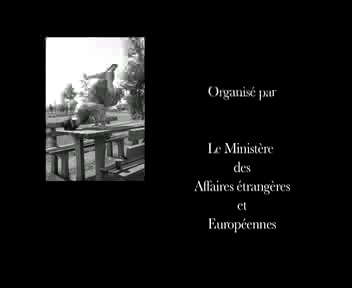 Organisé par
Le Ministère
des
Affaires étrangères
et
Européennes